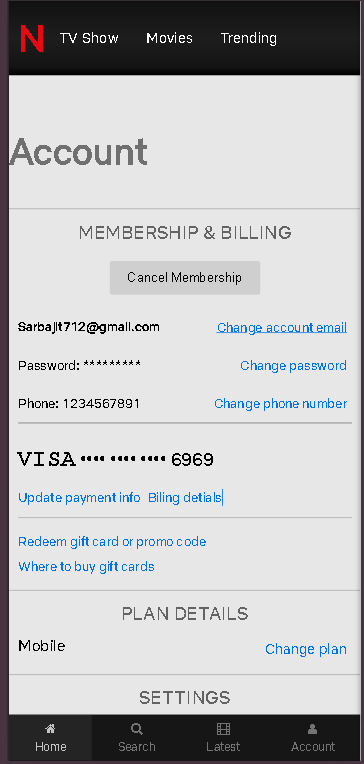 N TV Show Movies Trending
Account
MEMBERSHIP & BILLING
Cancel Membership
Sarbajit712@gmail.com Change account email
Password: ********* Change password
Phone: 1234567891 Change phone number
VISA •••• •••• •••• 6969
Update payment info Biling detials
Redeem gift card or promo code
Where to buy gift cards
PLAN DETAILS
Mobile Change plan
SETTINGS
Home Search Latest Account